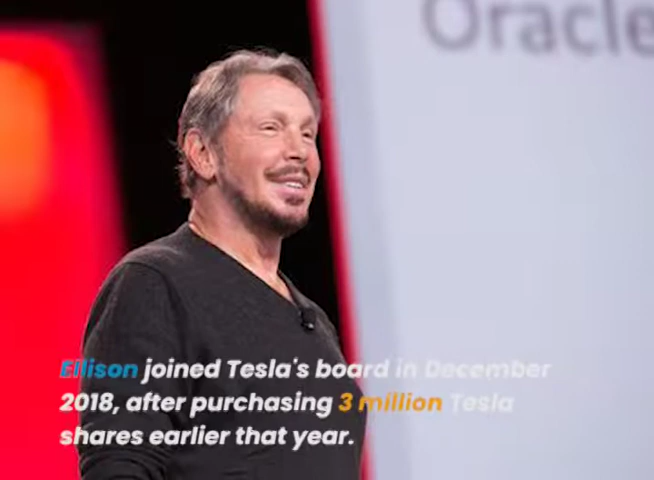 Oracle
Ellison joined Tesla's board in December
2018, after purchasing 3 million Tesla
shares earlier that year.